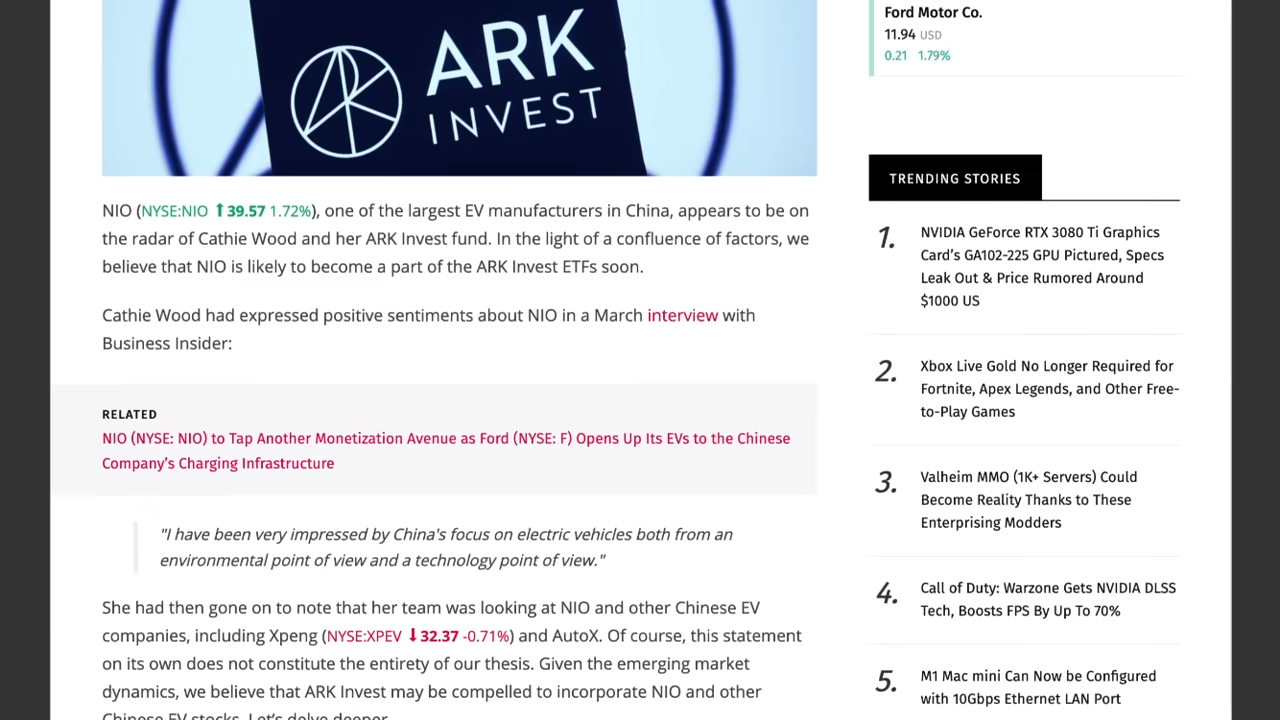 ARK
INVEST
NIO (NYSE:NIO ⬆39.57 1.72%), one of the largest EV manufacturers in China, appears to be on
the radar of Cathie Wood and her ARK Invest fund. In the light of a confluence of factors, we
believe that NIO is likely to become a part of the ARK Invest ETFs soon.
Cathie Wood had expressed positive sentiments about NIO in a March interview with
Business Insider:
RELATED
NIO (NYSE: NIO) to Tap Another Monetization Avenue as Ford (NYSE: F) Opens Up Its EVs to the Chinese
Company's Charging Infrastructure
"I have been very impressed by China's focus on electric vehicles both from an
environmental point of view and a technology point of view."
She had then gone on to note that her team was looking at NIO and other Chinese EV
companies, including Xpeng (NYSE:XPEV ⬇32.37 -0.71%) and AutoX. Of course, this statement
on its own does not constitute the entirety of our thesis. Given the emerging market
dynamics, we believe that ARK Invest may be compelled to incorporate NIO and other
Chinese EV stocks. Let's delve deeper.
Ford Motor Co.
11.94 USD
0.21 1.79%
TRENDING STORIES
1. NVIDIA GeForce RTX 3080 Ti Graphics
Card's GA102-225 GPU Pictured, Specs
Leak Out & Price Rumored Around
$1000 US
2. Xbox Live Gold No Longer Required for
Fortnite, Apex Legends, and Other Free-
to-Play Games
3. Valheim MMO (1K+ Servers) Could
Become Reality Thanks to These
Enterprising Modders
4. Call of Duty: Warzone Gets NVIDIA DLSS
Tech, Boosts FPS By Up To 70%
5. M1 Mac mini Can Now be Configured
with 10Gbps Ethernet LAN Port